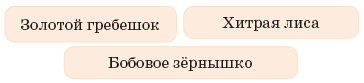 Золотой гребешок
Хитрая лиса
Бобовое зёрнышко